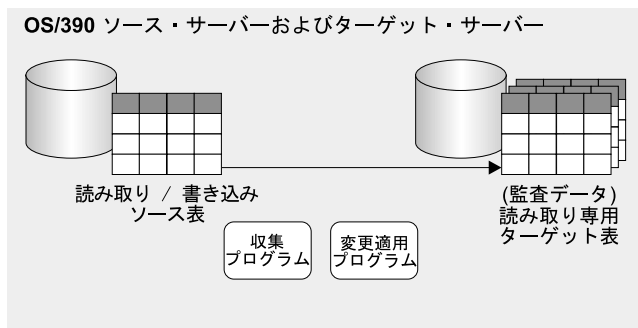 OS/390 ソース・サーバーおよびターゲット・サーバー
読み取り / 書き込み
ソース表
(監査データ)
読み取り専用
ターゲット表
収集
プログラム
変更適用
プログラム